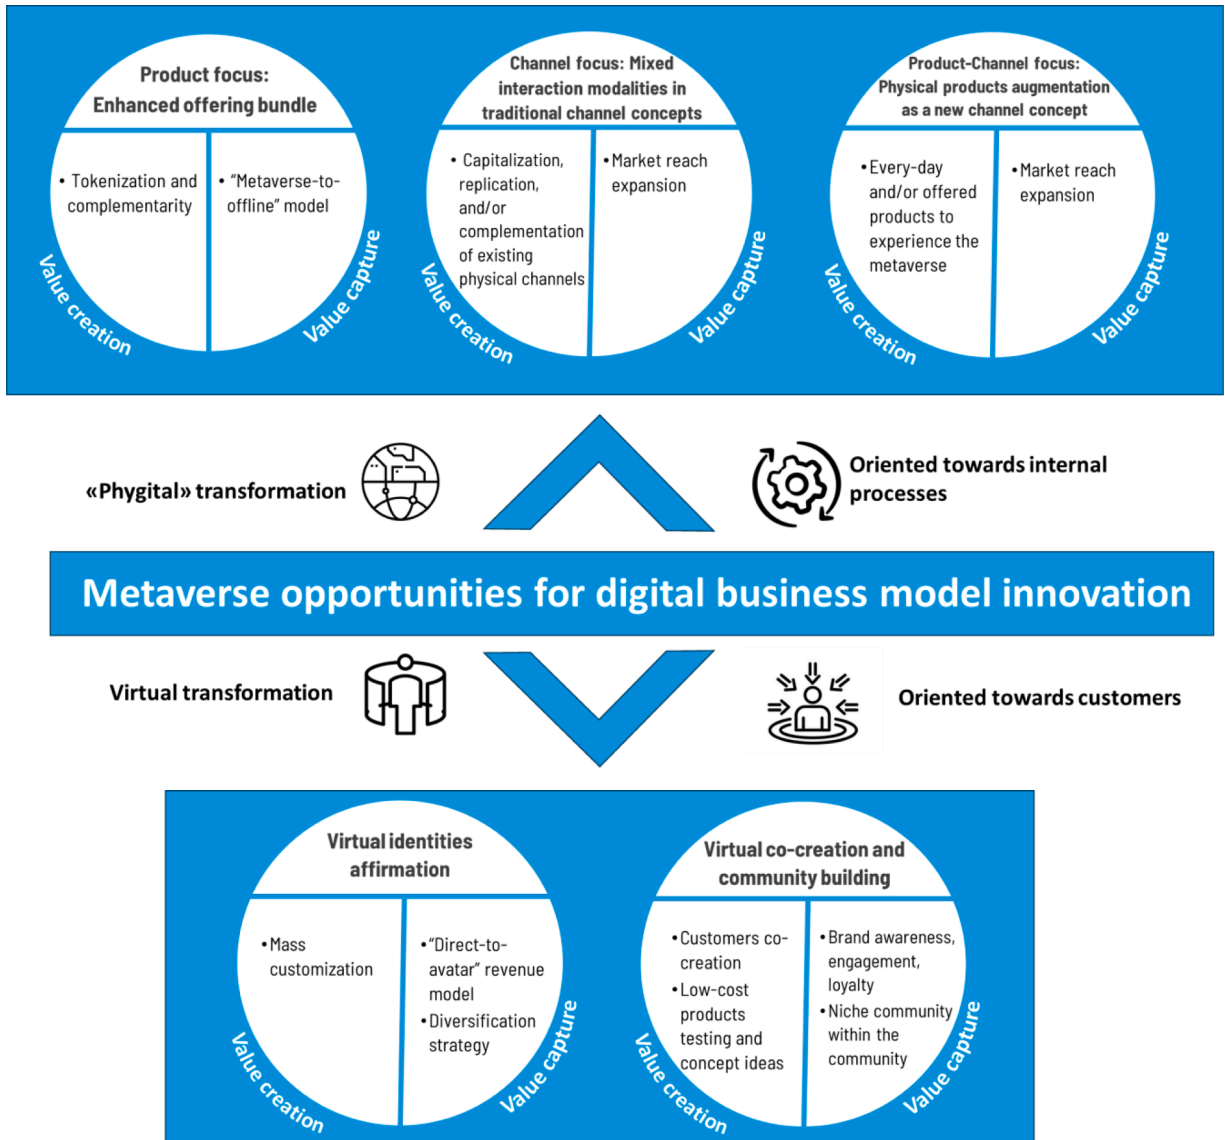 Product focus:
Enhanced offering bundle
• Tokenization and
complementarity
• “Metaverse-to-
offline” model
Value creation
Value capture
Channel focus: Mixed
interaction modalities in
traditional channel concepts
• Capitalization,
replication,
and/or
complementation
of existing
physical channels
• Market reach
expansion
Value creation
Value capture
Product-Channel focus:
Physical products augmentation
as a new channel concept
• Every-day
and/or offered
products to
experience the
metaverse
• Market reach
expansion
Value creation
Value capture
«Phygital» transformation
Oriented towards internal
processes
Metaverse opportunities for digital business model innovation
Virtual transformation
Oriented towards customers
Virtual identities
affirmation
• Mass
customization
• “Direct-to-
avatar” revenue
model
• Diversification
strategy
Value creation
Value capture
Virtual co-creation and
community building
• Customers co-
creation
• Low-cost
products
testing and
concept ideas
• Brand awareness,
engagement,
loyalty
• Niche community
within the
community
Value creation
Value capture